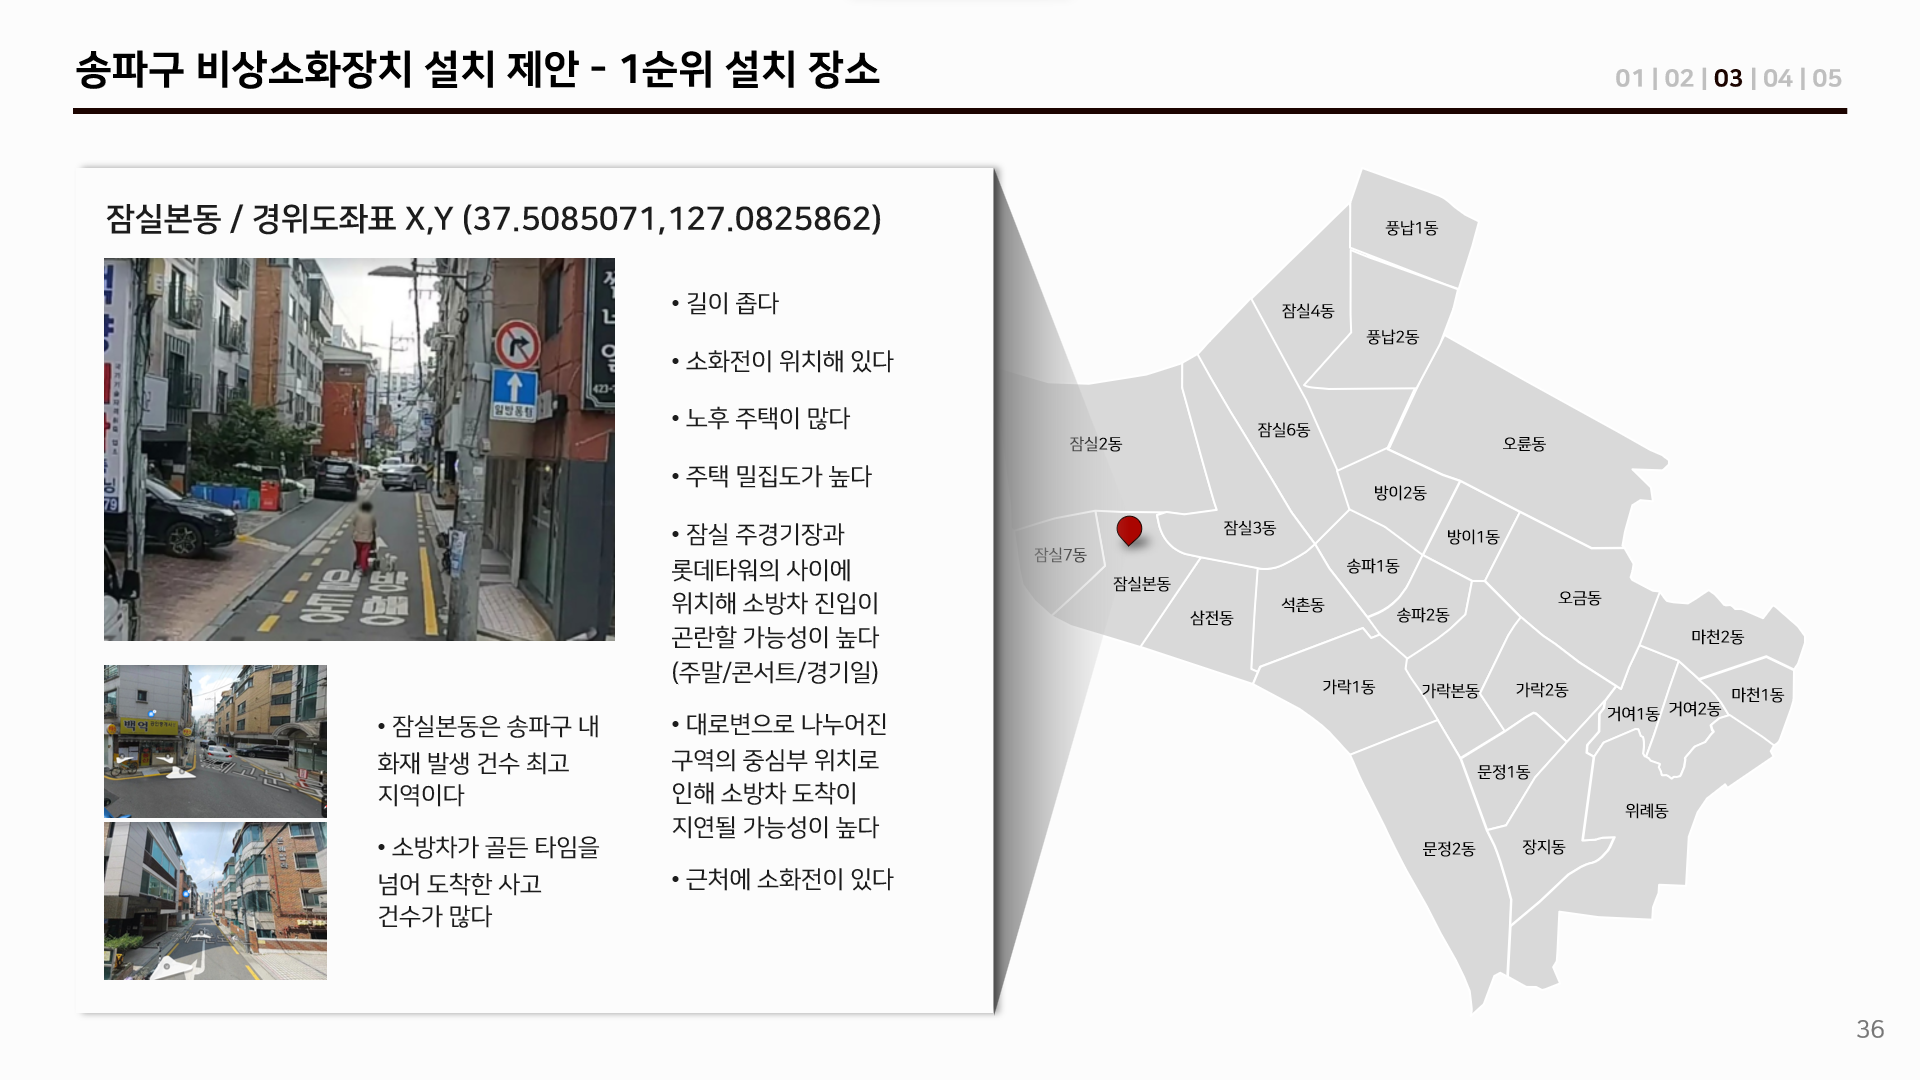 송파구 비상소화장치 설치 제안 - 1순위 설치 장소
01 | 02 | 03 | 04 | 05
잠실본동 / 경위도좌표 X,Y (37.5085071,127.0825862)
일방통행
일방
통행
백억
• 잠실본동은 송파구 내
화재 발생 건수 최고
지역이다
• 소방차가 골든 타임을
넘어 도착한 사고
건수가 많다
• 길이 좁다
• 소화전이 위치해 있다
• 노후 주택이 많다
• 주택 밀집도가 높다
• 잠실 주경기장과
롯데타워의 사이에
위치해 소방차 진입이
곤란할 가능성이 높다
(주말/콘서트/경기일)
• 대로변으로 나누어진
구역의 중심부 위치로
인해 소방차 도착이
지연될 가능성이 높다
• 근처에 소화전이 있다
풍납1동
잠실4동
풍납2동
잠실6동
잠실2동
오륜동
방이2동
잠실3동
방이1동
잠실7동
송파1동
잠실본동
오금동
석촌동
송파2동
삼전동
마천2동
가락1동
가락본동
가락2동
마천1동
거여1동
거여2동
문정1동
위례동
문정2동
장지동
36